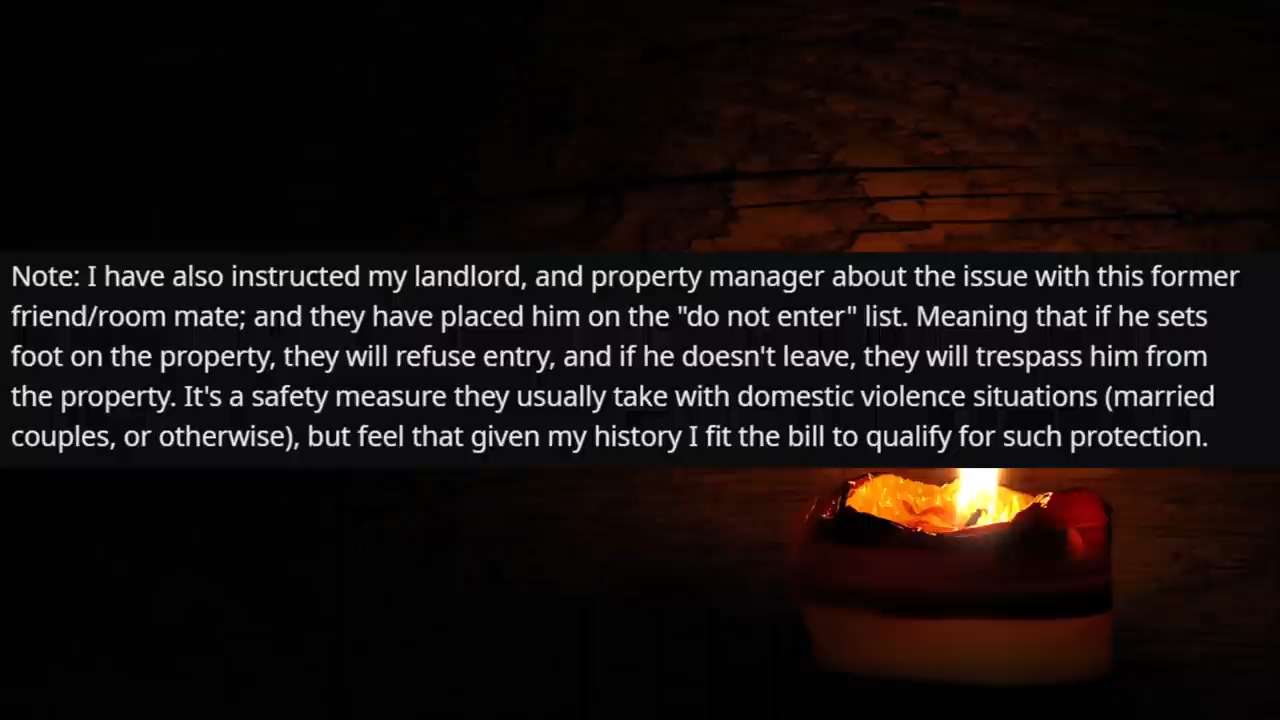 Note: I have also instructed my landlord, and property manager about the issue with this former
friend/room mate; and they have placed him on the "do not enter" list. Meaning that if he sets
foot on the property, they will refuse entry, and if he doesn't leave, they will trespass him from
the property. It's a safety measure they usually take with domestic violence situations (married
couples, or otherwise), but feel that given my history I fit the bill to qualify for such protection.